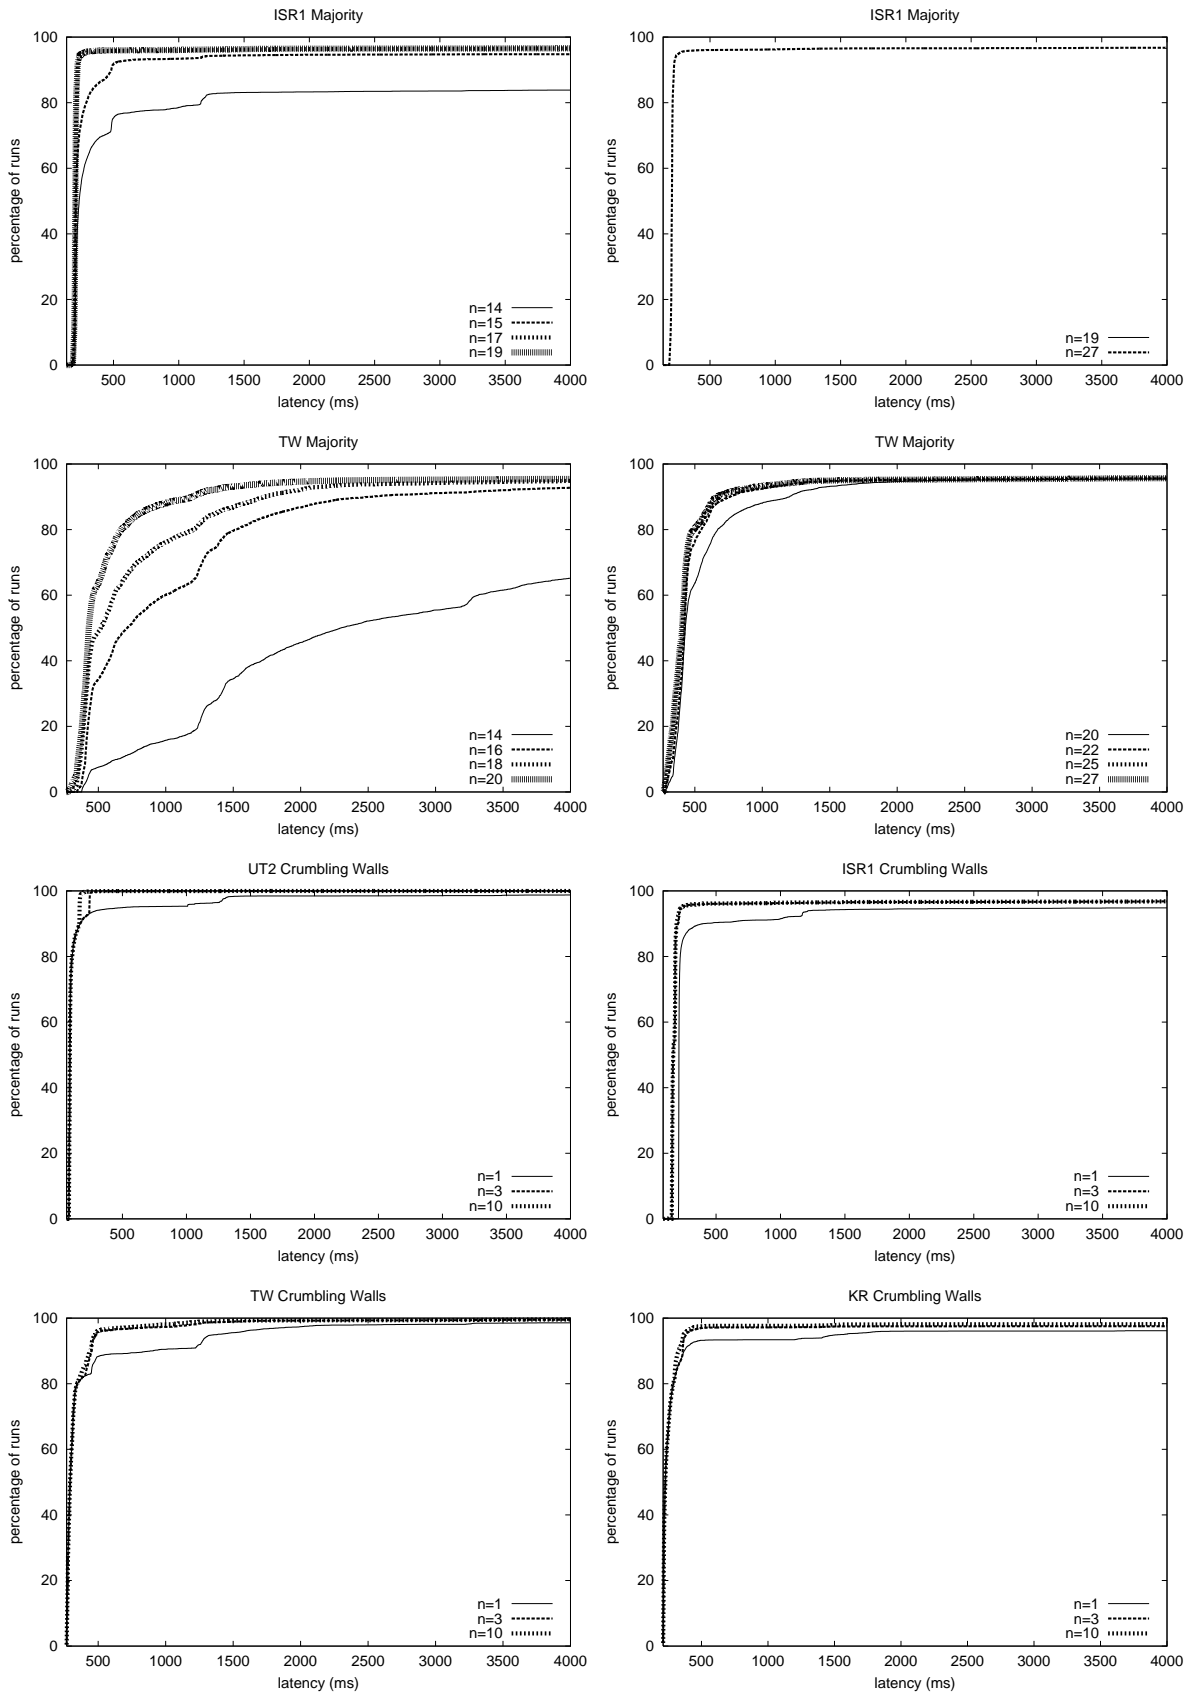 ISR1 Majority
percentage of runs
100
80
60
40
20
0
n=14
n=15
n=17
n=19
500 1000 1500 2000 2500 3000 3500 4000
latency (ms)
ISR1 Majority
percentage of runs
100
80
60
40
20
0
n=19
n=27
500 1000 1500 2000 2500 3000 3500 4000
latency (ms)
TW Majority
percentage of runs
100
80
60
40
20
0
n=14
n=16
n=18
n=20
500 1000 1500 2000 2500 3000 3500 4000
latency (ms)
TW Majority
percentage of runs
100
80
60
40
20
0
n=20
n=22
n=25
n=27
500 1000 1500 2000 2500 3000 3500 4000
latency (ms)
UT2 Crumbling Walls
percentage of runs
100
80
60
40
20
0
n=1
n=3
n=10
500 1000 1500 2000 2500 3000 3500 4000
latency (ms)
ISR1 Crumbling Walls
percentage of runs
100
80
60
40
20
0
n=1
n=3
n=10
500 1000 1500 2000 2500 3000 3500 4000
latency (ms)
TW Crumbling Walls
percentage of runs
100
80
60
40
20
0
n=1
n=3
n=10
500 1000 1500 2000 2500 3000 3500 4000
latency (ms)
KR Crumbling Walls
percentage of runs
100
80
60
40
20
0
n=1
n=3
n=10
500 1000 1500 2000 2500 3000 3500 4000
latency (ms)